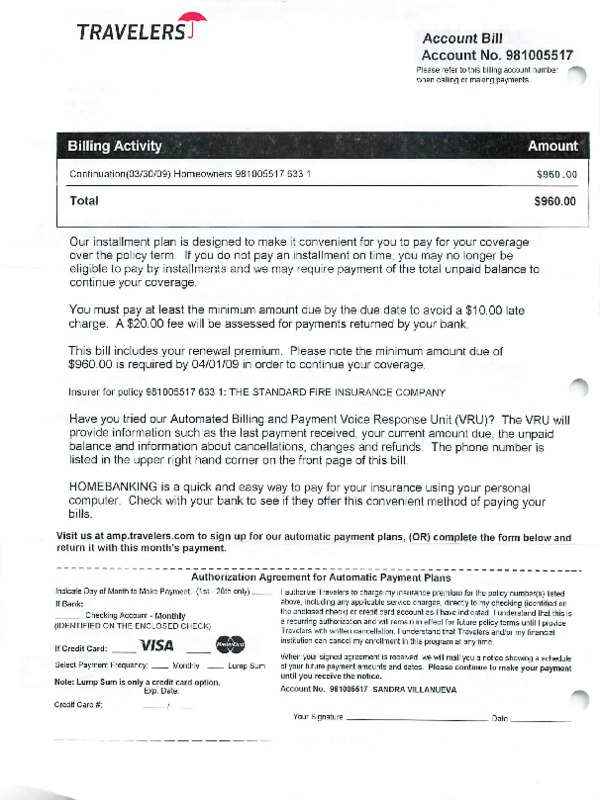 TRAVELERS
Account Bill
Account No. 981005517
Please refer to this billing account number
when calling or making payments.
Billing Activity Amount
Continuation(03/30/09) Homeowners 981005517 633 1 $960.00
Total $960.00
Our installment plan is designed to make it convenient for you to pay for your coverage
over the policy term. If you do not pay an installment on time, you may no longer be
eligible to pay by installments and we may require payment of the total unpaid balance to
continue your coverage.
You must pay at least the minimum amount due by the due date to avoid a $10.00 late
charge. A $20.00 fee will be assessed for payments returned by your bank.
This bill includes your renewal premium. Please note the minimum amount due of
$960.00 is required by 04/01/09 in order to continue your coverage.
Insurer for policy 981005517 633 1: THE STANDARD FIRE INSURANCE COMPANY
Have you tried our Automated Billing and Payment Voice Response Unit (VRU)? The VRU will
provide information such as the last payment received, your current amount due, the unpaid
balance and information about cancellations, changes and refunds. The phone number is
listed in the upper right hand corner on the front page of this bill.
HOMEBANKING is a quick and easy way to pay for your insurance using your personal
computer. Check with your bank to see if they offer this convenient method of paying your
bills.
Visit us at amp.travelers.com to sign up for our automatic payment plans, (OR) complete the form below and
return it with this month's payment.
Authorization Agreement for Automatic Payment Plans
Indicate Day of Month to Make Payment: (1st - 28th only)
If Bank:
Checking Account - Monthly
(IDENTIFIED ON THE ENCLOSED CHECK)
If Credit Card: VISA MasterCard
Select Payment Frequency: Monthly Lump Sum
Note: Lump Sum is only a credit card option.
Exp. Date:
Credit Card #: /
I authorize Travelers to charge my insurance premium for the policy number(s) listed
above, including any applicable service charges, directly to my checking (identified on
the enclosed check) or credit card account as I have indicated. I understand that this is
a recurring authorization and will remain in effect for future policy terms until I provide
Travelers with written cancellation. I understand that Travelers and/or my financial
institution can cancel my enrollment in this program at any time.
When your signed agreement is received, we will mail you a notice showing a schedule
of your future payment amounts and dates. Please continue to make your payment
until you receive the notice.
Account No. 981005517 SANDRA VILLANUEVA
Your Signature Date